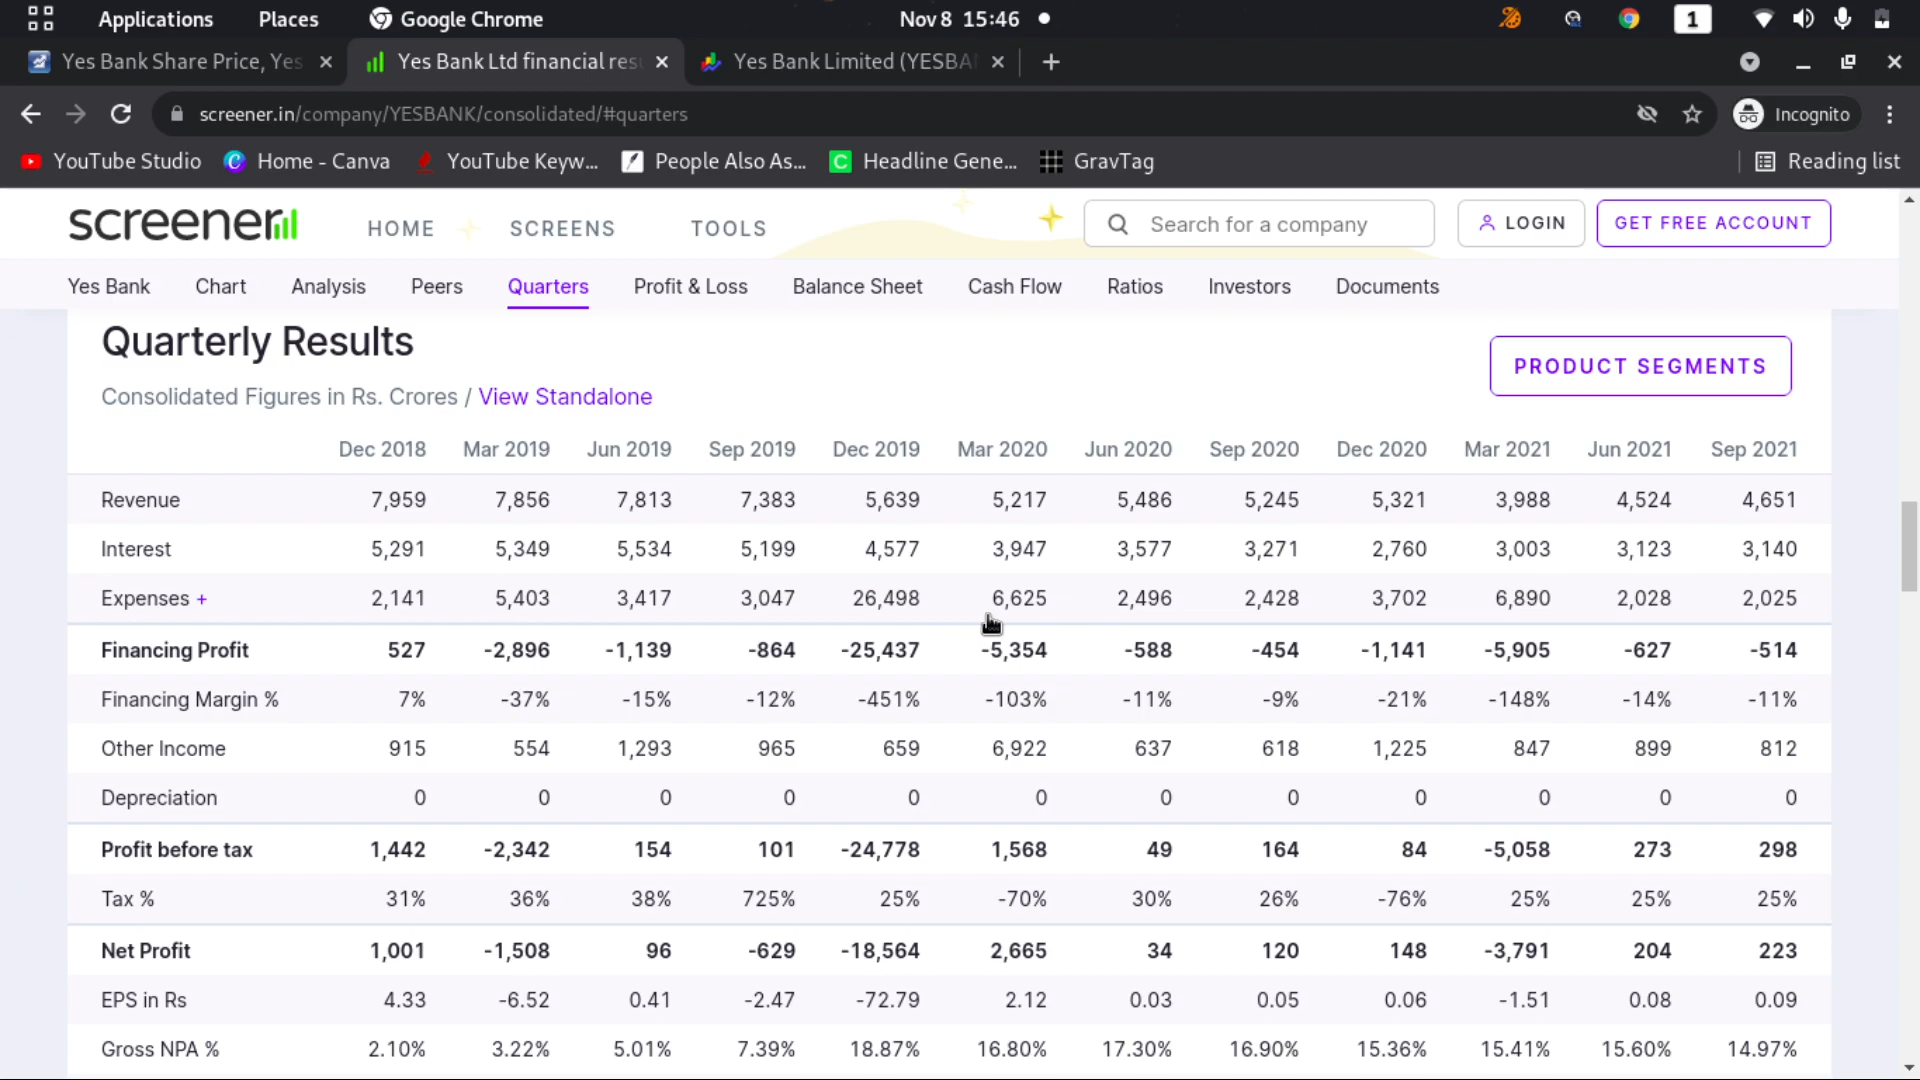 Applications Places Google Chrome Nov 8 15:46 1
Yes Bank Share Price, Yes Yes Bank Ltd financial resu Yes Bank Limited (YESBA
screener.in/company/YESBANK/consolidated/#quarters Incognito
YouTube Studio Home - Canva YouTube Keyw... People Also As... Headline Gene... GravTag Reading list
screener HOME SCREENS TOOLS Search for a company LOGIN GET FREE ACCOUNT
Yes Bank Chart Analysis Peers Quarters Profit & Loss Balance Sheet Cash Flow Ratios Investors Documents
Quarterly Results
PRODUCT SEGMENTS
Consolidated Figures in Rs. Crores / View Standalone
Dec 2018 Mar 2019 Jun 2019 Sep 2019 Dec 2019 Mar 2020 Jun 2020 Sep 2020 Dec 2020 Mar 2021 Jun 2021 Sep 2021
Revenue 7,959 7,856 7,813 7,383 5,639 5,217 5,486 5,245 5,321 3,988 4,524 4,651
Interest 5,291 5,349 5,534 5,199 4,577 3,947 3,577 3,271 2,760 3,003 3,123 3,140
Expenses + 2,141 5,403 3,417 3,047 26,498 6,625 2,496 2,428 3,702 6,890 2,028 2,025
Financing Profit 527 -2,896 -1,139 -864 -25,437 -5,354 -588 -454 -1,141 -5,905 -627 -514
Financing Margin % 7% -37% -15% -12% -451% -103% -11% -9% -21% -148% -14% -11%
Other Income 915 554 1,293 965 659 6,922 637 618 1,225 847 899 812
Depreciation 0 0 0 0 0 0 0 0 0 0 0 0
Profit before tax 1,442 -2,342 154 101 -24,778 1,568 49 164 84 -5,058 273 298
Tax % 31% 36% 38% 725% 25% -70% 30% 26% -76% 25% 25% 25%
Net Profit 1,001 -1,508 96 -629 -18,564 2,665 34 120 148 -3,791 204 223
EPS in Rs 4.33 -6.52 0.41 -2.47 -72.79 2.12 0.03 0.05 0.06 -1.51 0.08 0.09
Gross NPA % 2.10% 3.22% 5.01% 7.39% 18.87% 16.80% 17.30% 16.90% 15.36% 15.41% 15.60% 14.97%